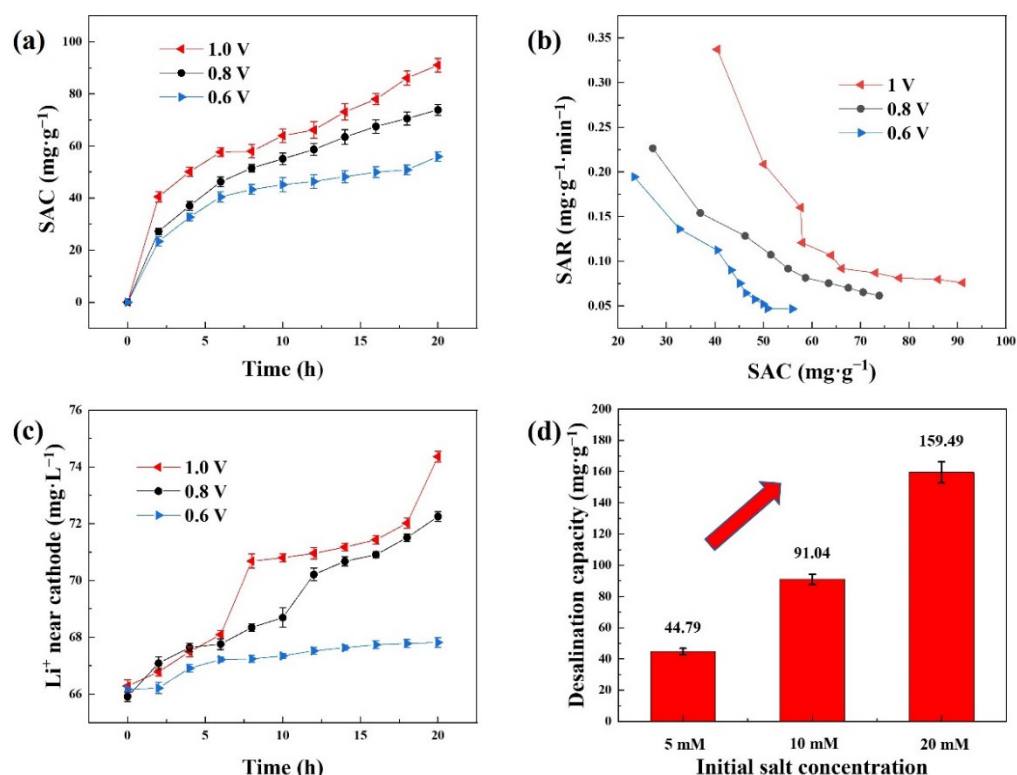 (a)
SAC (mg·g⁻¹)
100
80
60
40
20
0
1.0 V
0.8 V
0.6 V
0 5 10 15 20
Time (h)
(b)
SAR (mg·g⁻¹·min⁻¹)
0.35
0.30
0.25
0.20
0.15
0.10
0.05
1 V
0.8 V
0.6 V
20 30 40 50 60 70 80 90 100
SAC (mg·g⁻¹)
(c)
Li⁺ near cathode (mg·L⁻¹)
76
74
72
70
68
66
1.0 V
0.8 V
0.6 V
0 5 10 15 20
Time (h)
(d)
Desalination capacity (mg·g⁻¹)
200
180
160
140
120
100
80
60
40
20
0
159.49
91.04
44.79
5 mM 10 mM 20 mM
Initial salt concentration